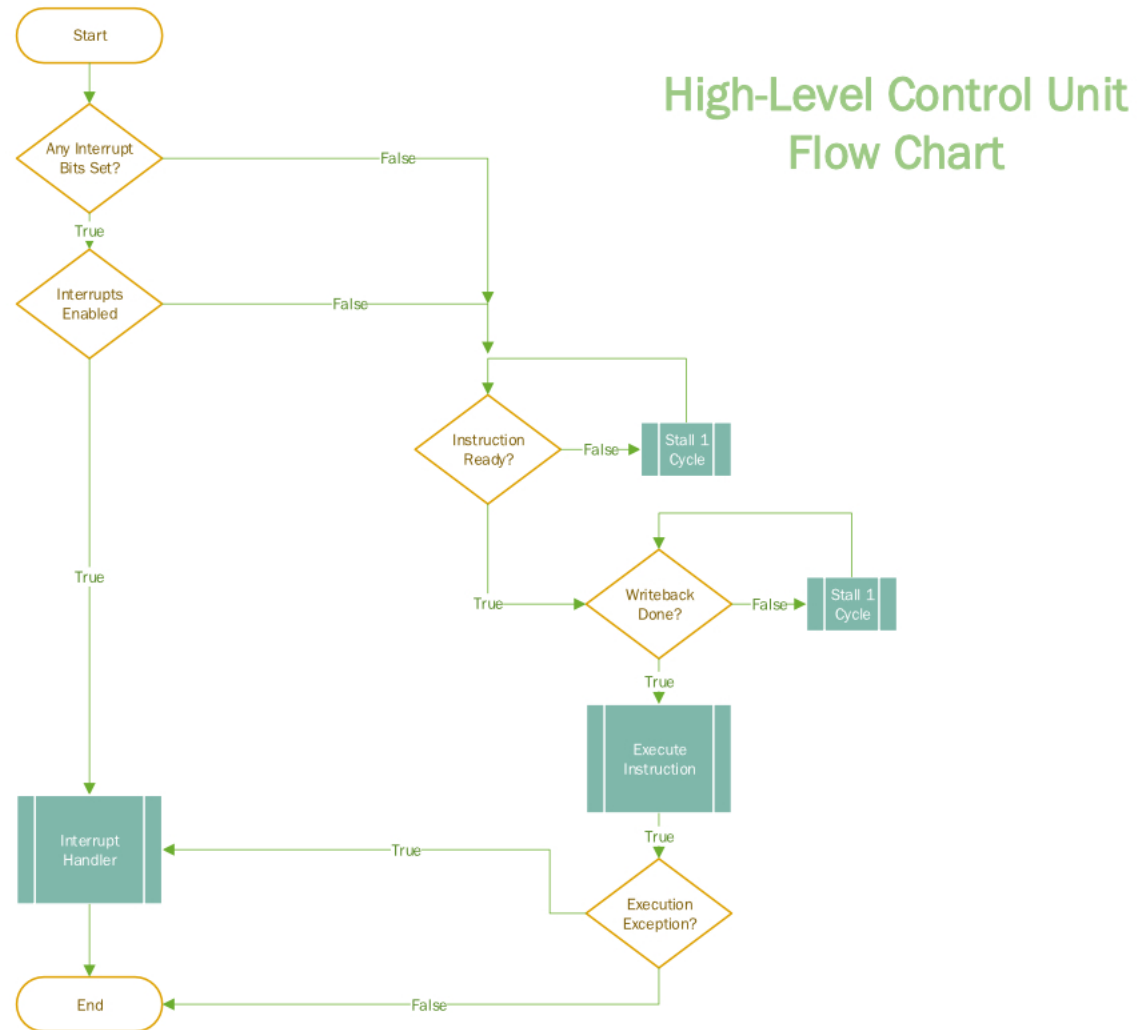 Start
High-Level Control Unit
Flow Chart
Any Interrupt
Bits Set?
False
True
Interrupts
Enabled
False
Instruction
Ready?
False
Stall 1
Cycle
True
True
Writeback
Done?
False
Stall 1
Cycle
True
Execute
Instruction
True
Interrupt
Handler
True
Execution
Exception?
End
False